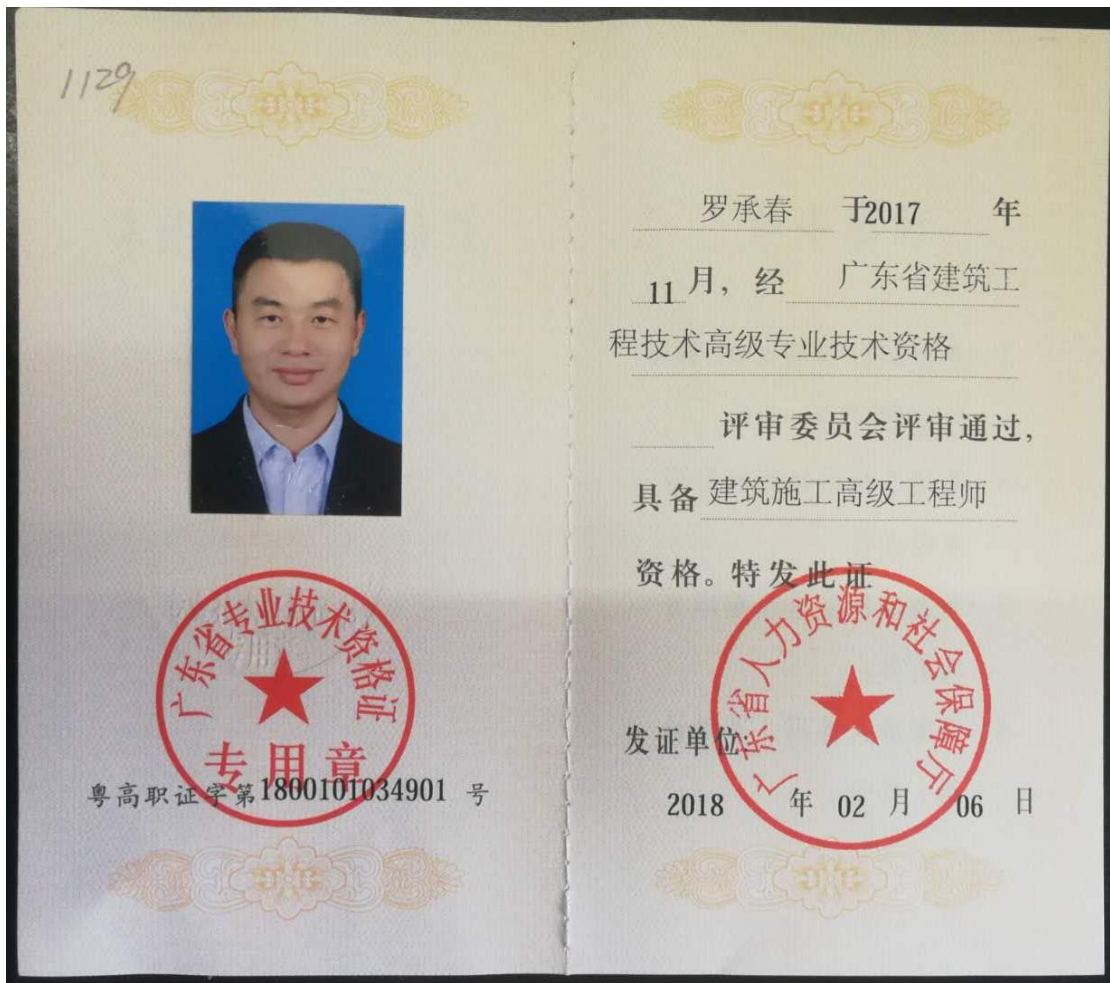 1129
广东省专业技术资格证
专用章
粤高职证字第1800101034901 号
罗承春 于2017 年
11 月，经 广东省建筑工
程技术高级专业技术资格
评审委员会评审通过，
具备 建筑施工高级工程师
资格。特发此证
广东省人力资源和社会保障厅
发证单位：
2018 年 02 月 06 日